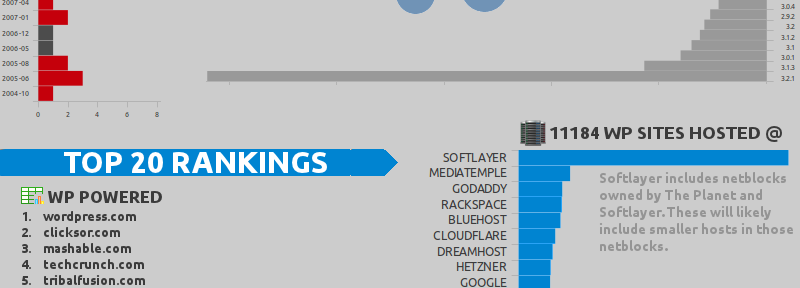 2007-04
2007-01
2006-12
2006-05
2005-08
2005-06
2004-10
0 2 4 6 8
3.0.4
2.9.2
3.2
3.1.2
3.1
3.0.1
3.1.3
3.2.1
TOP 20 RANKINGS
WP POWERED
1. wordpress.com
2. clicksor.com
3. mashable.com
4. techcrunch.com
5. tribalfusion.com
11184 WP SITES HOSTED @
SOFTLAYER
MEDIATEMPLE
GODADDY
RACKSPACE
BLUEHOST
CLOUDFLARE
DREAMHOST
HETZNER
GOOGLE
Softlayer includes netblocks
owned by The Planet and
Softlayer.These will likely
include smaller hosts in those
netblocks.